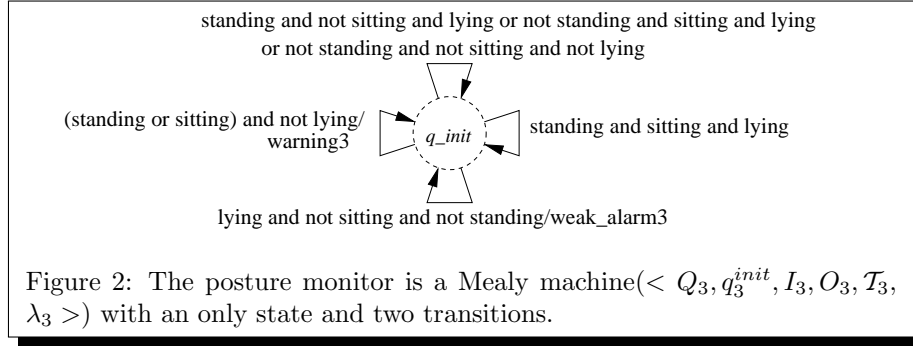 standing and not sitting and lying or not standing and sitting and lying
or not standing and not sitting and not lying
(standing or sitting) and not lying/
warning3
q_init
standing and sitting and lying
lying and not sitting and not standing/weak_alarm3
Figure 2: The posture monitor is a Mealy machine(< Q₃, q₃^{init}, I₃, O₃, 𝒯₃,
λ₃ >) with an only state and two transitions.